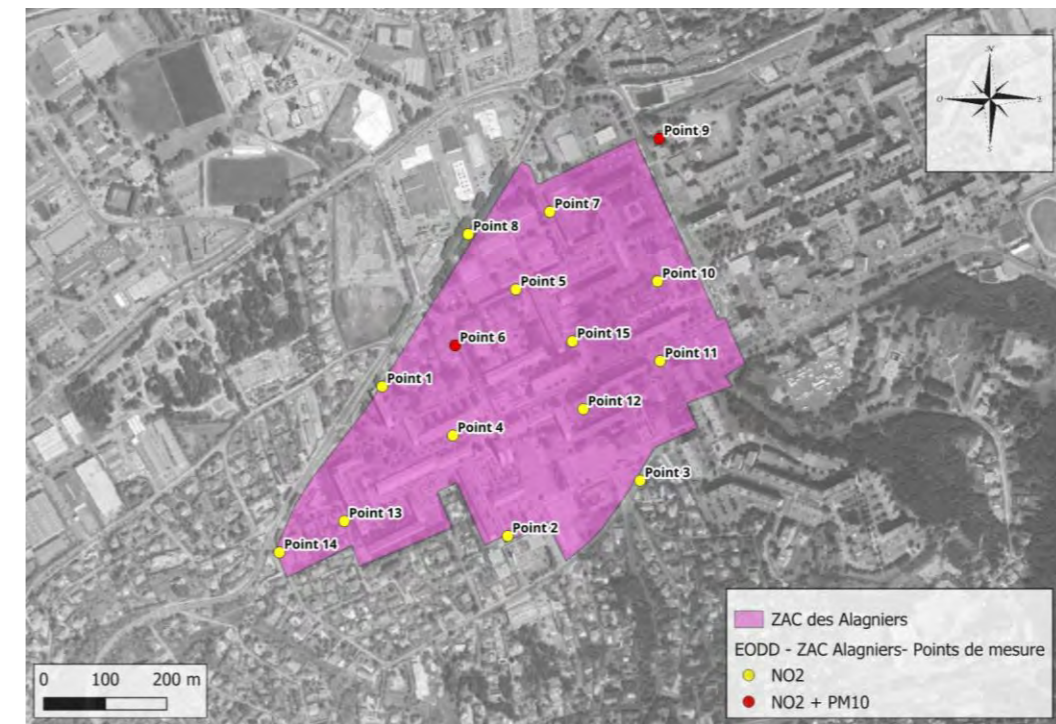 N
O
E
S
Point 9
Point 7
Point 8
Point 10
Point 5
Point 6
Point 15
Point 11
Point 1
Point 12
Point 4
Point 3
Point 13
Point 2
Point 14
ZAC des Alagniers
EODD - ZAC Alagniers- Points de mesure
NO2
NO2 + PM10
0 100 200 m